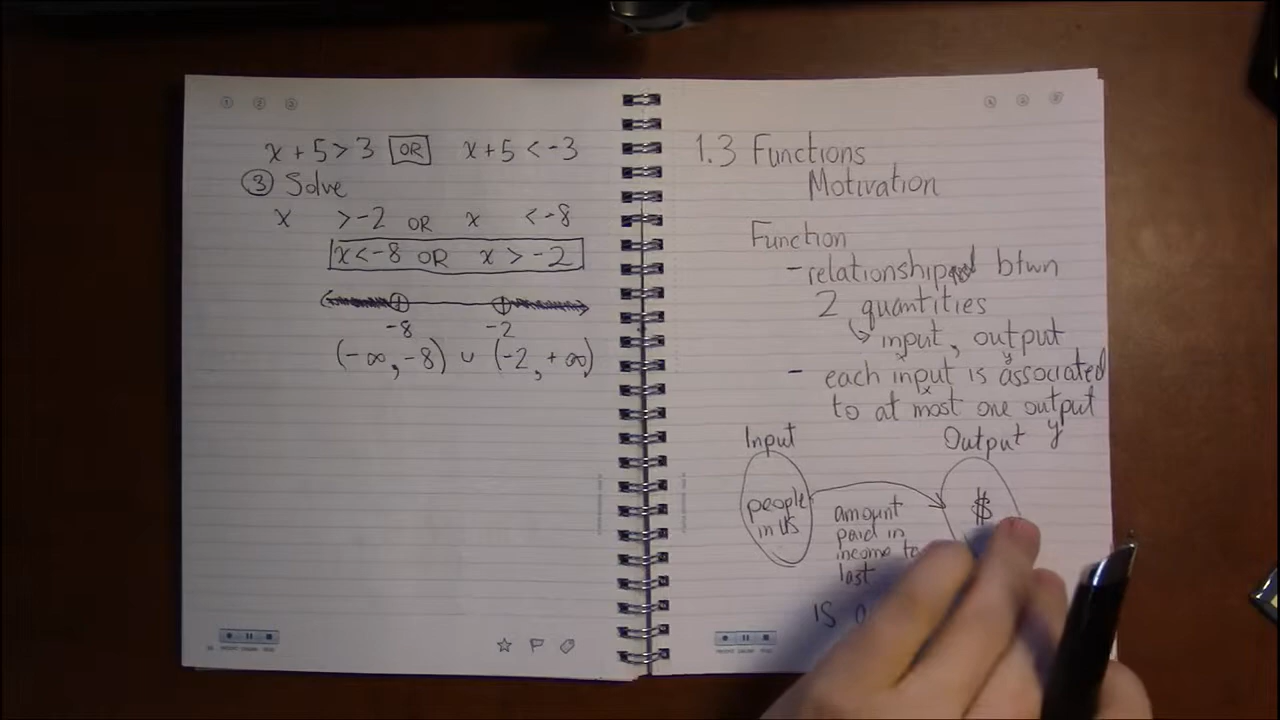 x + 5 > 3 OR x + 5 < -3
③ Solve
x > -2 OR x < -8
x < -8 OR x > -2
-8 -2
(-∞, -8) ∪ (-2, +∞)
1.3 Functions
Motivation
Function
- relationship btwn
2 quantities
↳ input, output
x y
- each input is associated
x
to at most one output
y
Input Output
people
in US
$
amount
paid in
income
last
is